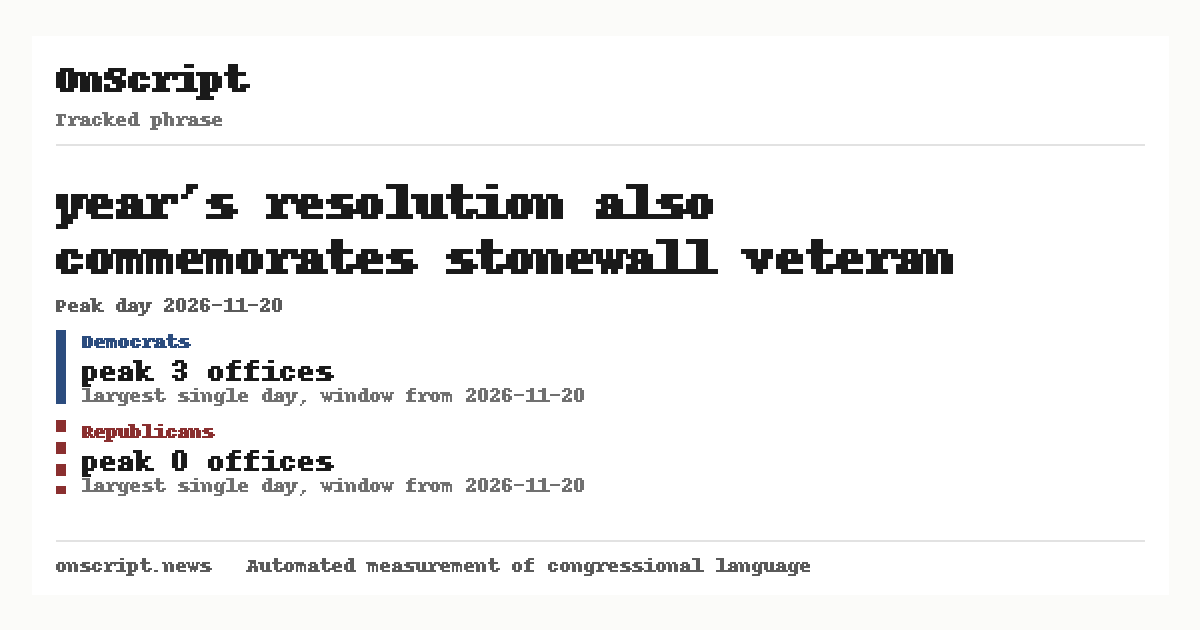 OnScript
Tracked phrase
year's resolution also
commemorates stonewall veteran
Peak day 2026-11-20
Democrats
peak 3 offices
largest single day, window from 2026-11-20
Republicans
peak 0 offices
largest single day, window from 2026-11-20
onscript.news Automated measurement of congressional language